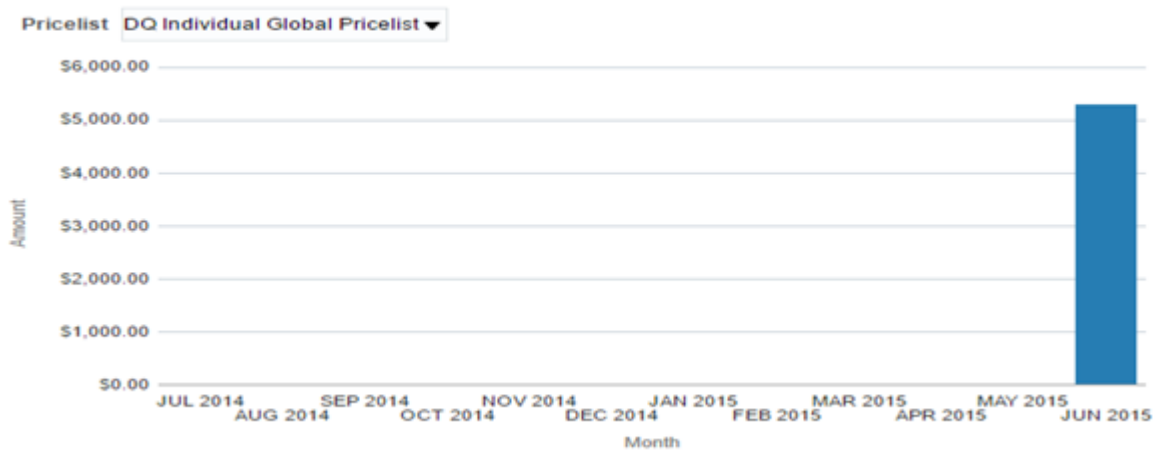 Pricelist DQ Individual Global Pricelist
$6,000.00
$5,000.00
$4,000.00
$3,000.00
$2,000.00
$1,000.00
$0.00
Amount
JUL 2014 SEP 2014 NOV 2014 JAN 2015 MAR 2015 MAY 2015
AUG 2014 OCT 2014 DEC 2014 FEB 2015 APR 2015 JUN 2015
Month